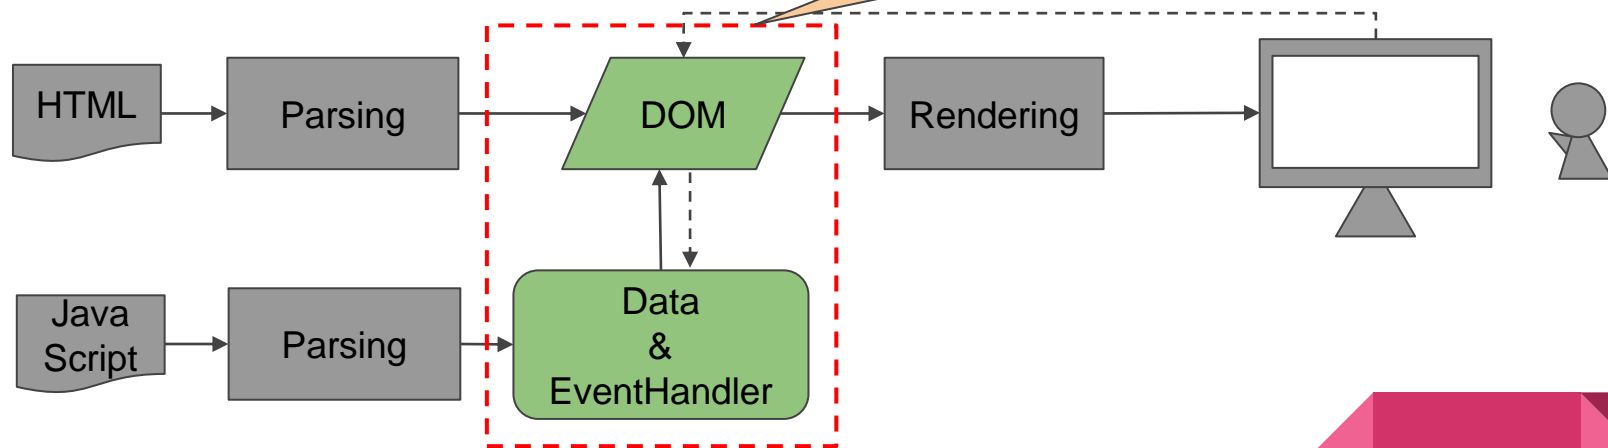 HTML
Parsing
DOM
Rendering
Java
Script
Parsing
Data
&
EventHandler